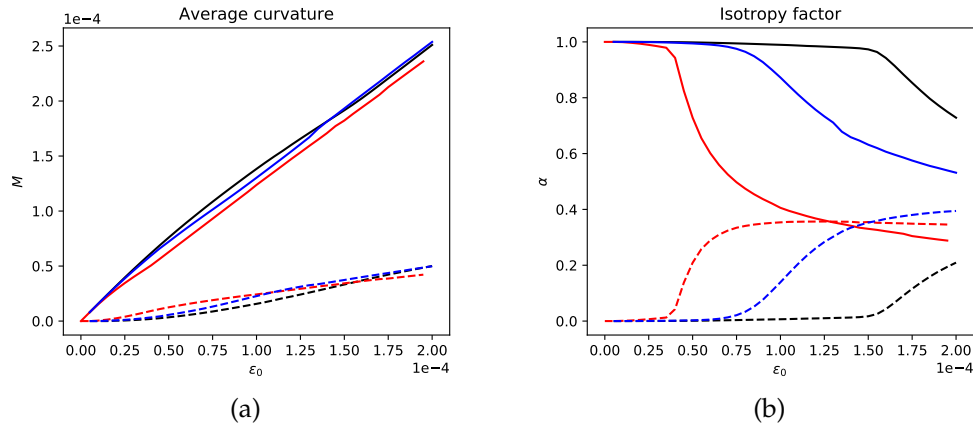 Average curvature
1e−4
2.5
2.0
1.5
1.0
0.5
0.0
M
0.00 0.25 0.50 0.75 1.00 1.25 1.50 1.75 2.00
ε₀
1e−4
(a)
Isotropy factor
1.0
0.8
0.6
0.4
0.2
0.0
α
0.00 0.25 0.50 0.75 1.00 1.25 1.50 1.75 2.00
ε₀
1e−4
(b)